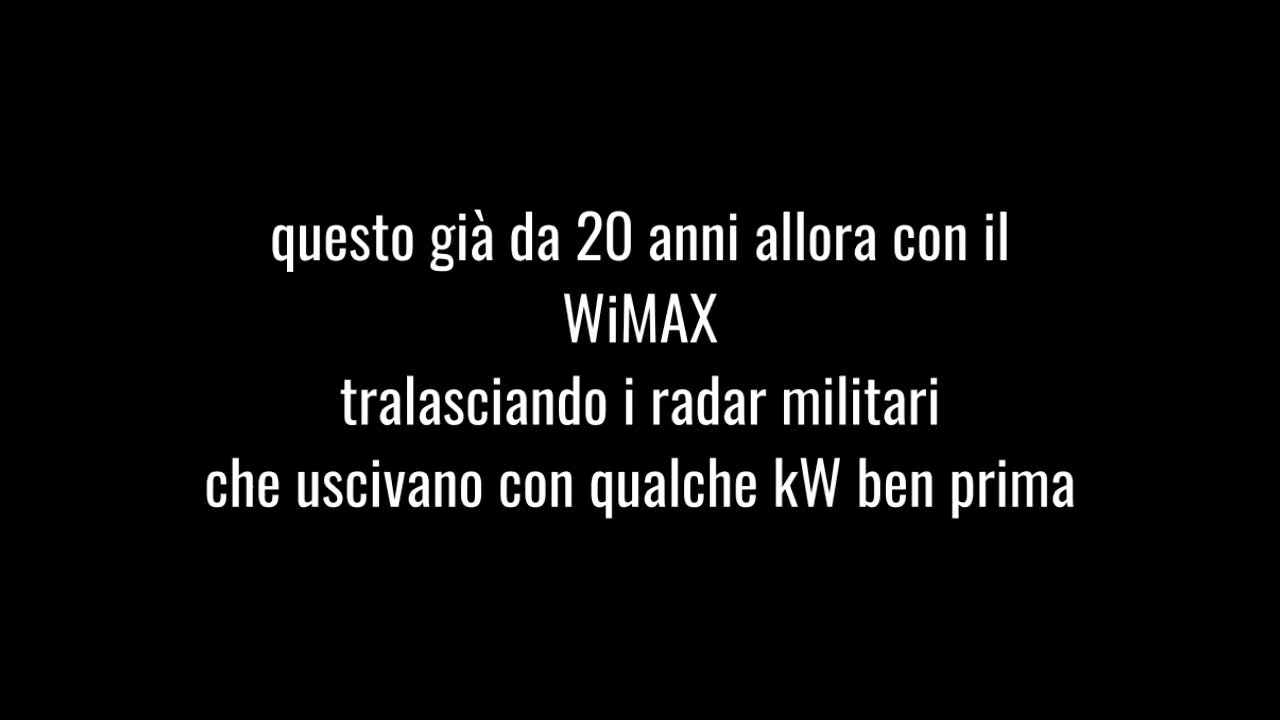 questo già da 20 anni allora con il
WiMAX
tralasciando i radar militari
che uscivano con qualche kW ben prima